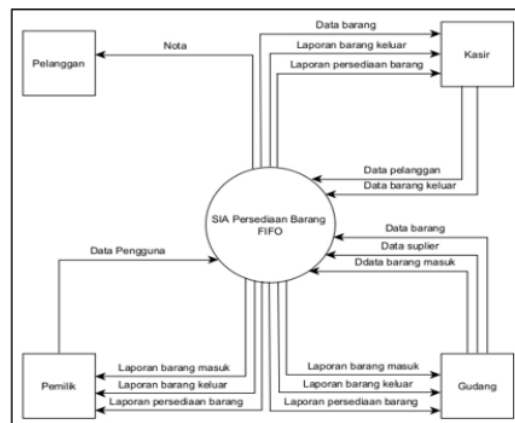 Data barang
Nota
Laporan barang keluar
Pelanggan
Kasir
Laporan persediaan barang
Data pelanggan
Data barang keluar
SIA Persediaan Barang
FIFO
Data barang
Data suplier
Ddata barang masuk
Data Pengguna
Laporan barang masuk
Laporan barang keluar
Laporan persediaan barang
Pemilik
Laporan barang masuk
Laporan barang keluar
Laporan persediaan barang
Gudang